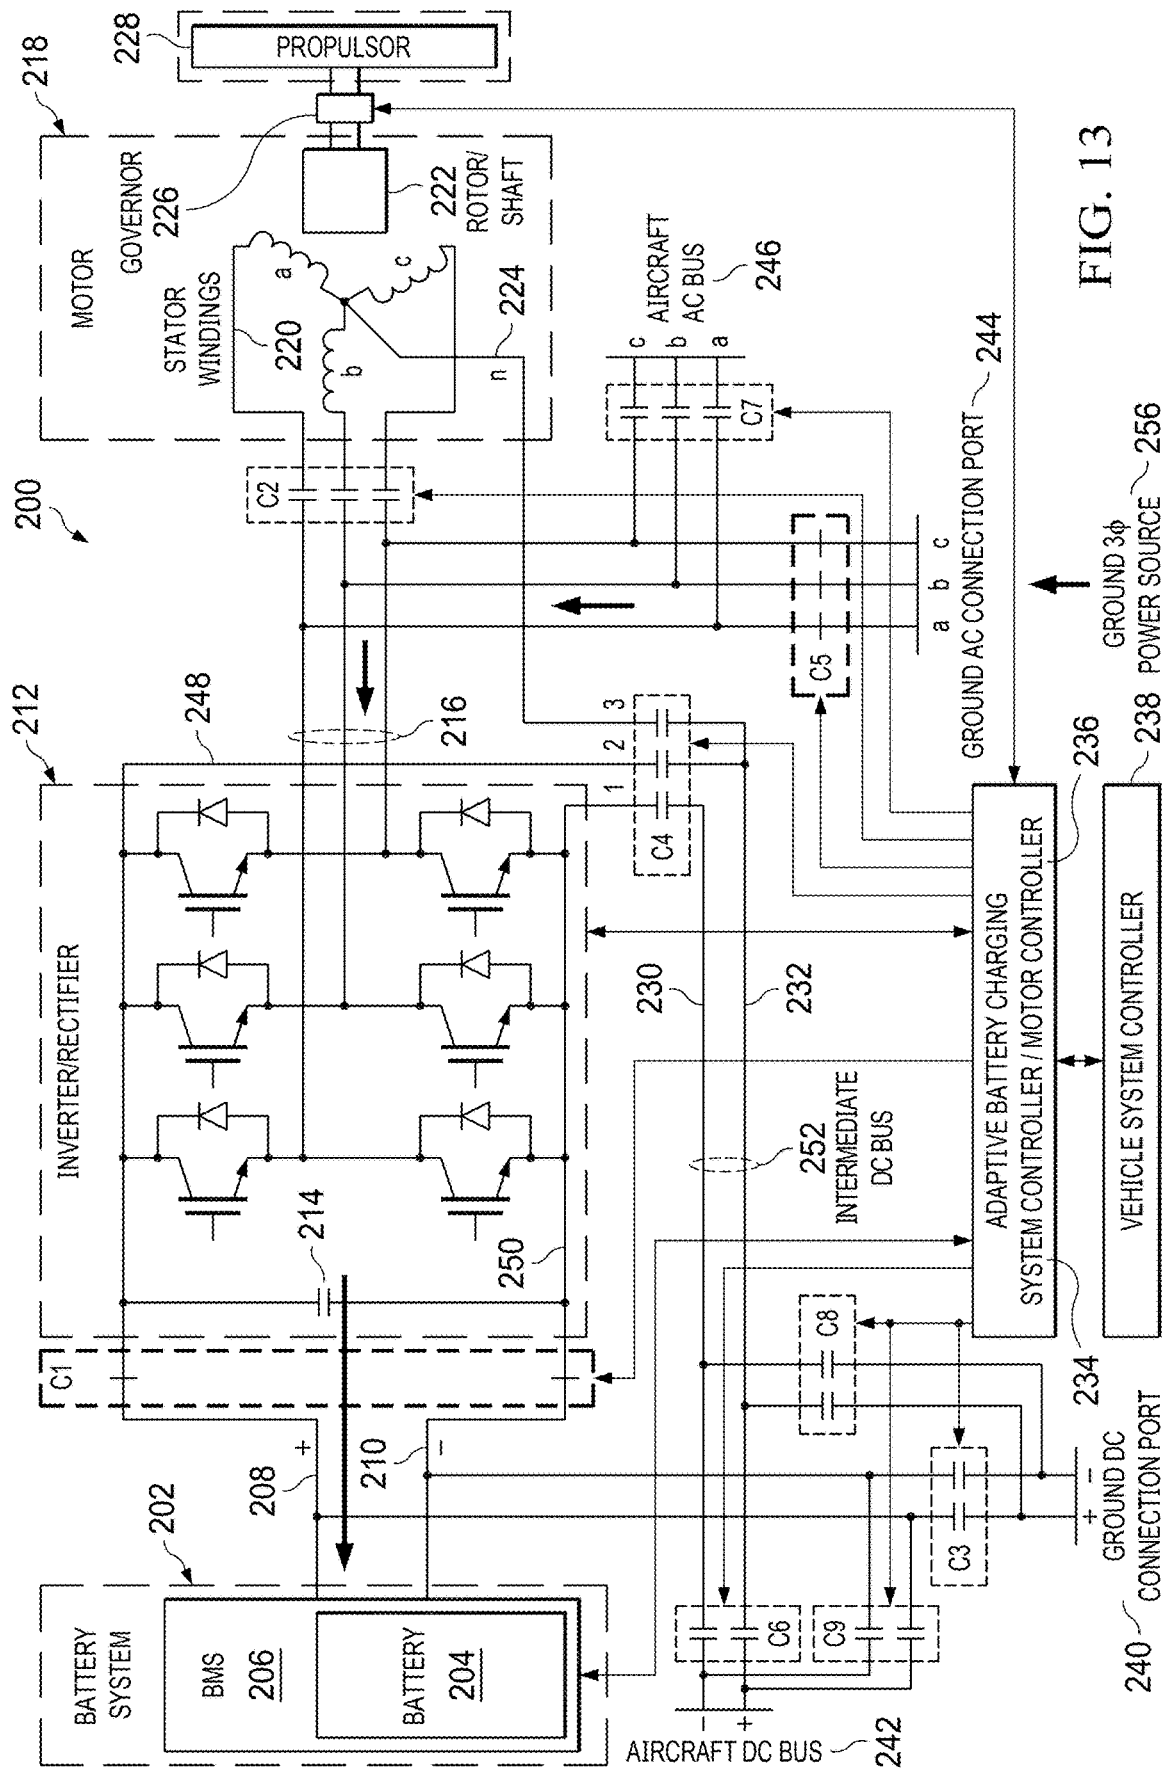 200
BATTERY
SYSTEM
202
BMS
206
BATTERY
204
208
+
210
−
C1
INVERTER/RECTIFIER
212
214
250
248
216
C2
MOTOR
218
STATOR
WINDINGS
220
a
b
c
n
224
GOVERNOR
226
222
ROTOR/
SHAFT
PROPULSOR
228
C4
1
2
3
230
232
252
INTERMEDIATE
DC BUS
C5
a
b
c
C7
c
b
a
AIRCRAFT
AC BUS
246
GROUND AC CONNECTION PORT
244
GROUND 3ϕ
POWER SOURCE
256
−
+
AIRCRAFT DC BUS
242
C6
C9
C3
C8
+
−
GROUND DC
CONNECTION PORT
240
ADAPTIVE BATTERY CHARGING
SYSTEM CONTROLLER / MOTOR CONTROLLER
234
236
VEHICLE SYSTEM CONTROLLER
238
FIG. 13